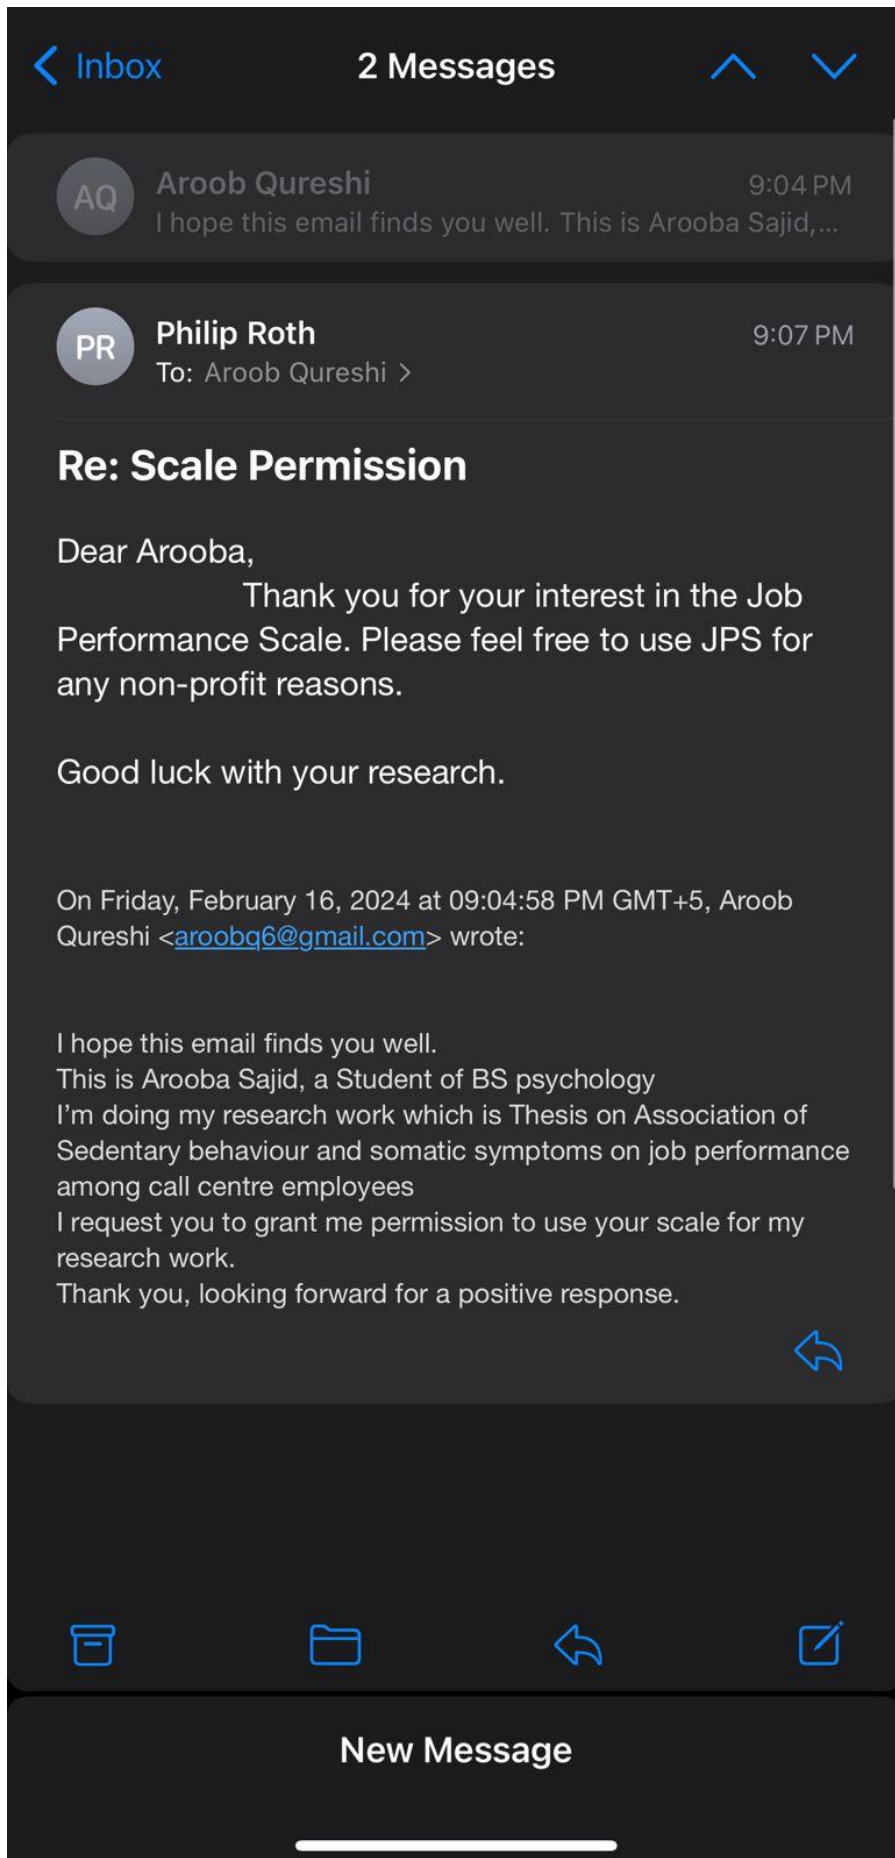 Inbox
2 Messages
AQ
Aroob Qureshi
9:04 PM
I hope this email finds you well. This is Arooba Sajid,...
PR
Philip Roth
9:07 PM
To: Aroob Qureshi >
Re: Scale Permission
Dear Arooba,
Thank you for your interest in the Job
Performance Scale. Please feel free to use JPS for
any non-profit reasons.
Good luck with your research.
On Friday, February 16, 2024 at 09:04:58 PM GMT+5, Aroob
Qureshi <aroobq6@gmail.com> wrote:
I hope this email finds you well.
This is Arooba Sajid, a Student of BS psychology
I'm doing my research work which is Thesis on Association of
Sedentary behaviour and somatic symptoms on job performance
among call centre employees
I request you to grant me permission to use your scale for my
research work.
Thank you, looking forward for a positive response.
New Message